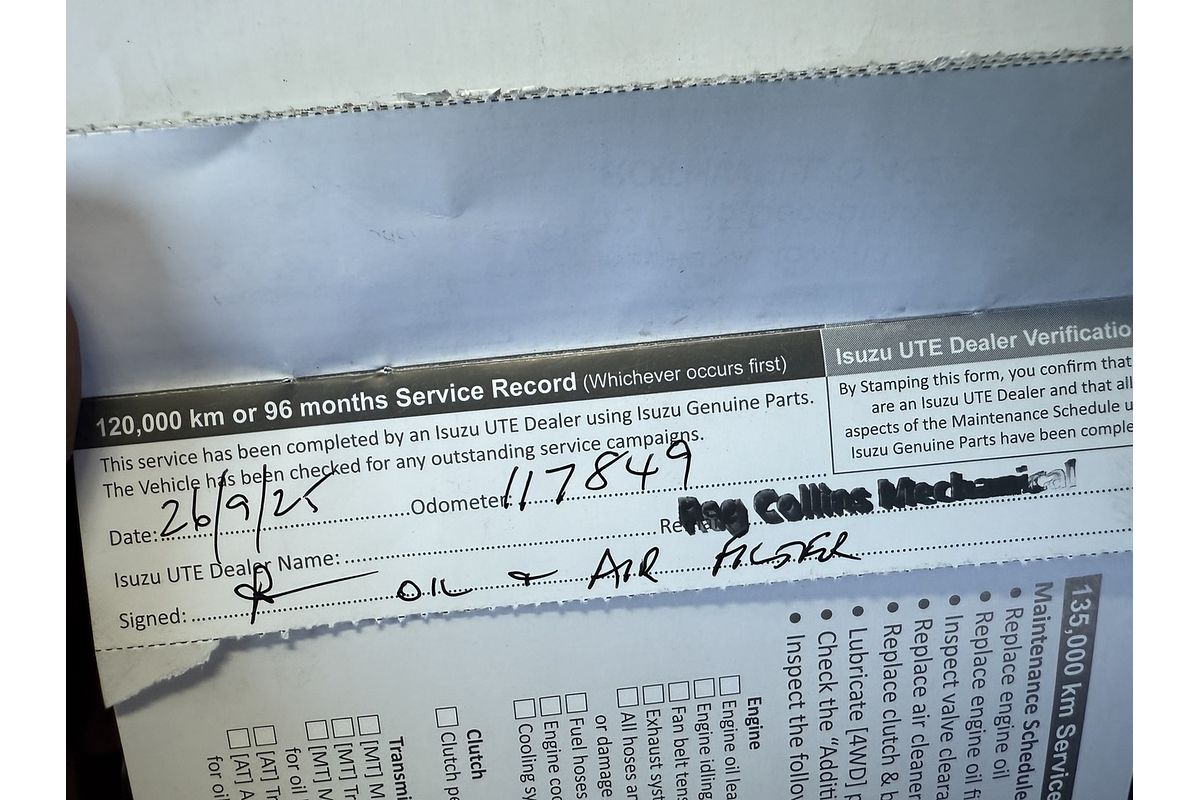 120,000 km or 96 months Service Record (Whichever occurs first)
This service has been completed by an Isuzu UTE Dealer using Isuzu Genuine Parts.
The Vehicle has been checked for any outstanding service campaigns.
Date: 26/9/25 Odometer: 117849
Isuzu UTE Dealer Name: Reg Collins Mechanical
Signed: OIL & AIR FILTER
Isuzu UTE Dealer Verificatio
By Stamping this form, you confirm that
are an Isuzu UTE Dealer and that all
aspects of the Maintenance Schedule u
Isuzu Genuine Parts have been comple
135,000 km Service
Maintenance Schedule
• Replace engine oil
• Replace engine oil fi
• Inspect valve cleara
• Replace air cleaner
• Replace clutch & b
• Lubricate [4WD] p
• Check the "Additi
• Inspect the follow
Engine
Engine oil lea
Engine idling
Fan belt tens
Exhaust syst
All hoses an
or damage
Fuel hoses
Engine coo
Cooling sy
Clutch
Clutch pe
Transmi
[MT] M
[MT] M
[MT] Tr
for oil l
[AT] Tr
[AT] A
for oil